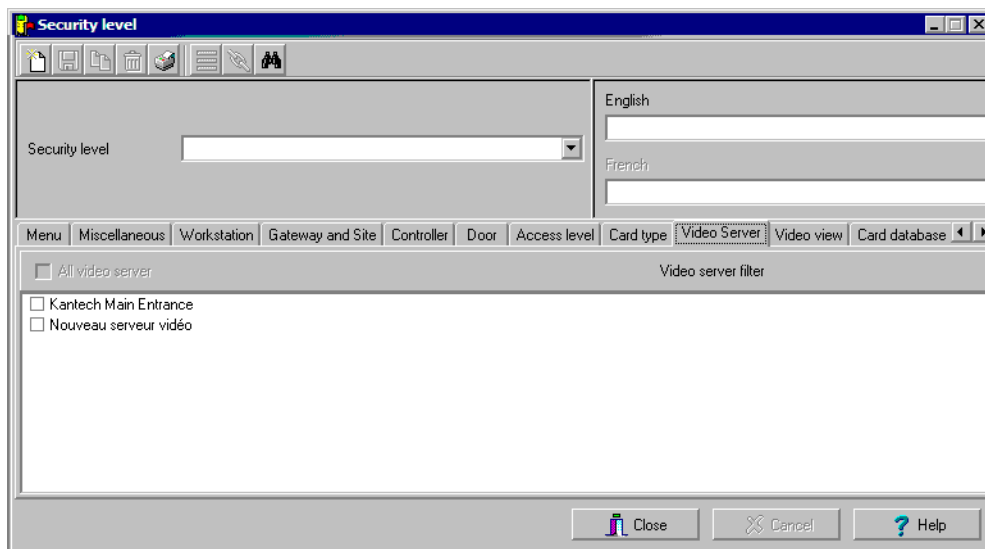 Security level
English
Security level
French
Menu Miscellaneous Workstation Gateway and Site Controller Door Access level Card type Video Server Video view Card database
All video server Video server filter
Kantech Main Entrance
Nouveau serveur vidéo
Close Cancel Help